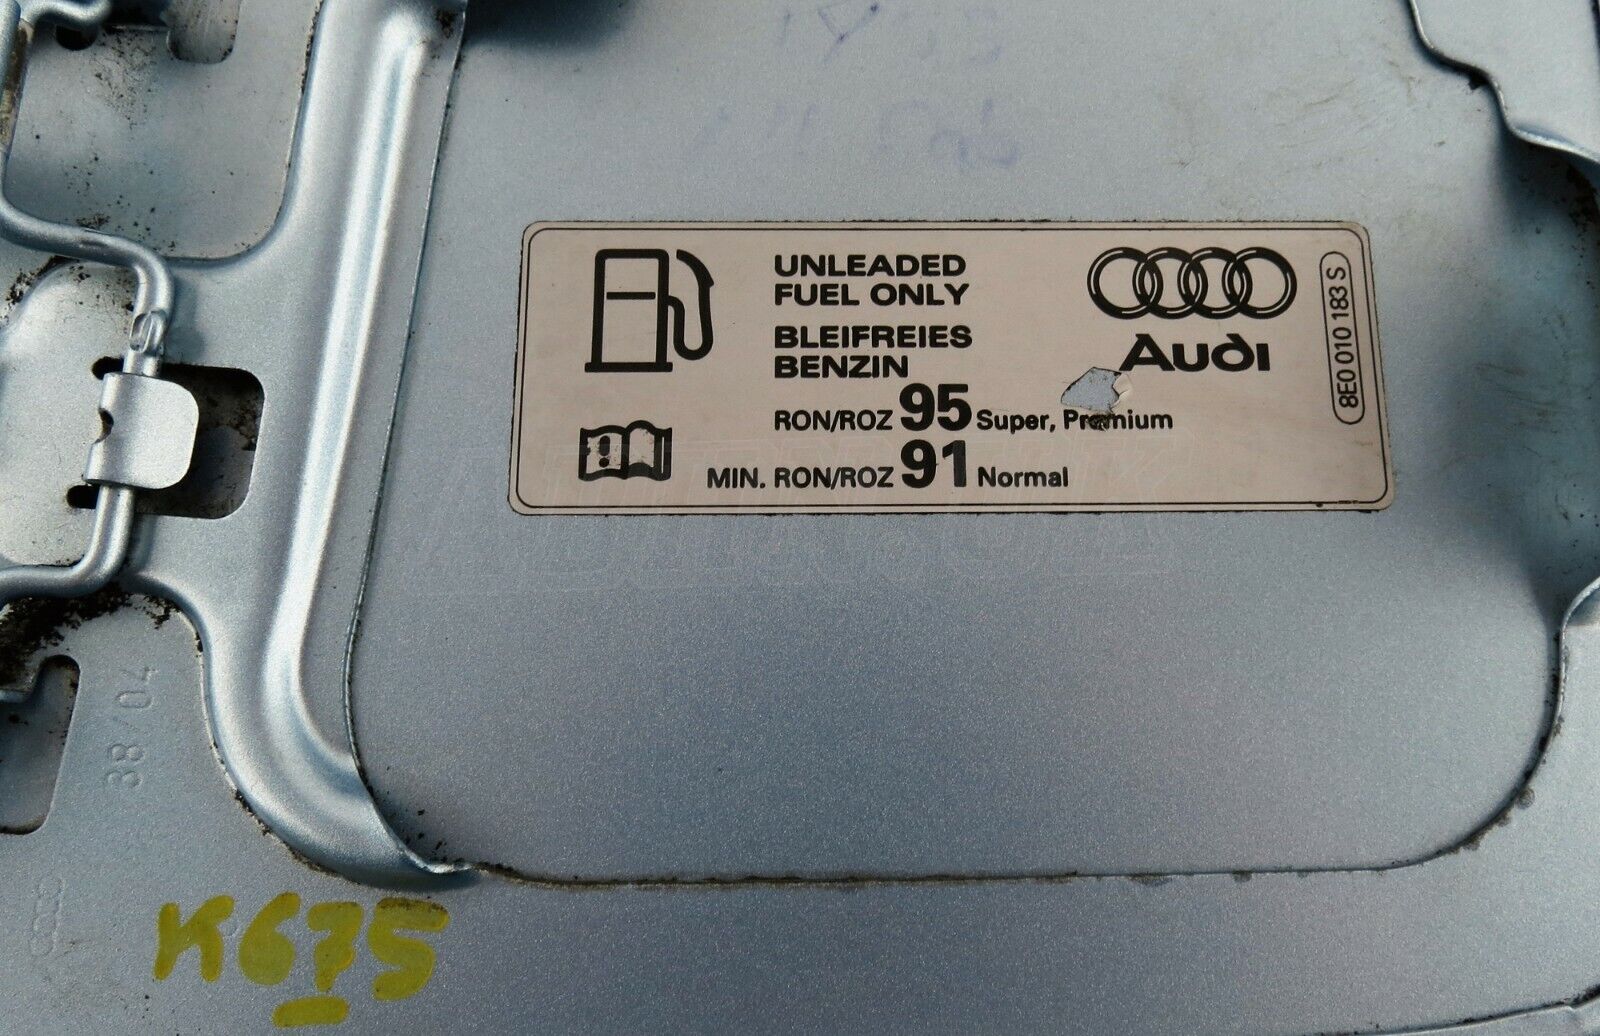 UNLEADED
FUEL ONLY
BLEIFREIES
BENZIN
RON/ROZ 95 Super, Premium
MIN. RON/ROZ 91 Normal
Audi
8E0 010 183 S
38/04
K675